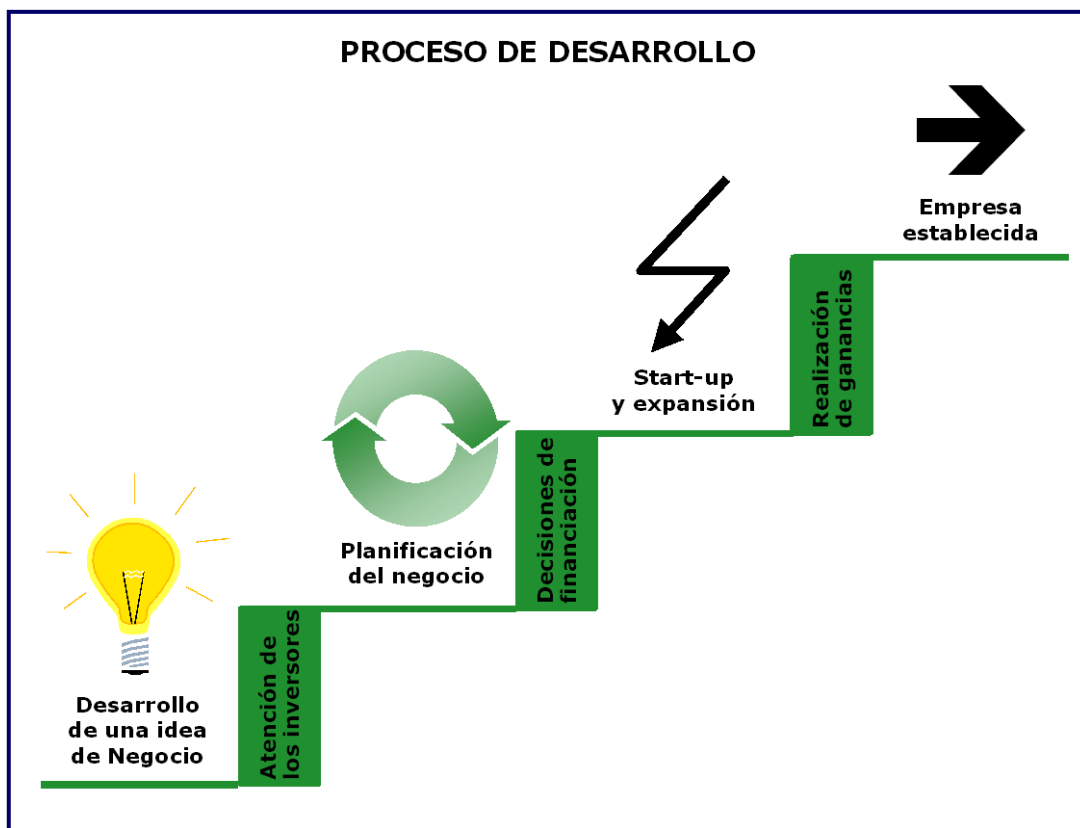 PROCESO DE DESARROLLO
Desarrollo
de una idea
de Negocio
Atención de
los inversores
Planificación
del negocio
Decisiones de
financiación
Start-up
y expansión
Realización
de ganancias
Empresa
establecida